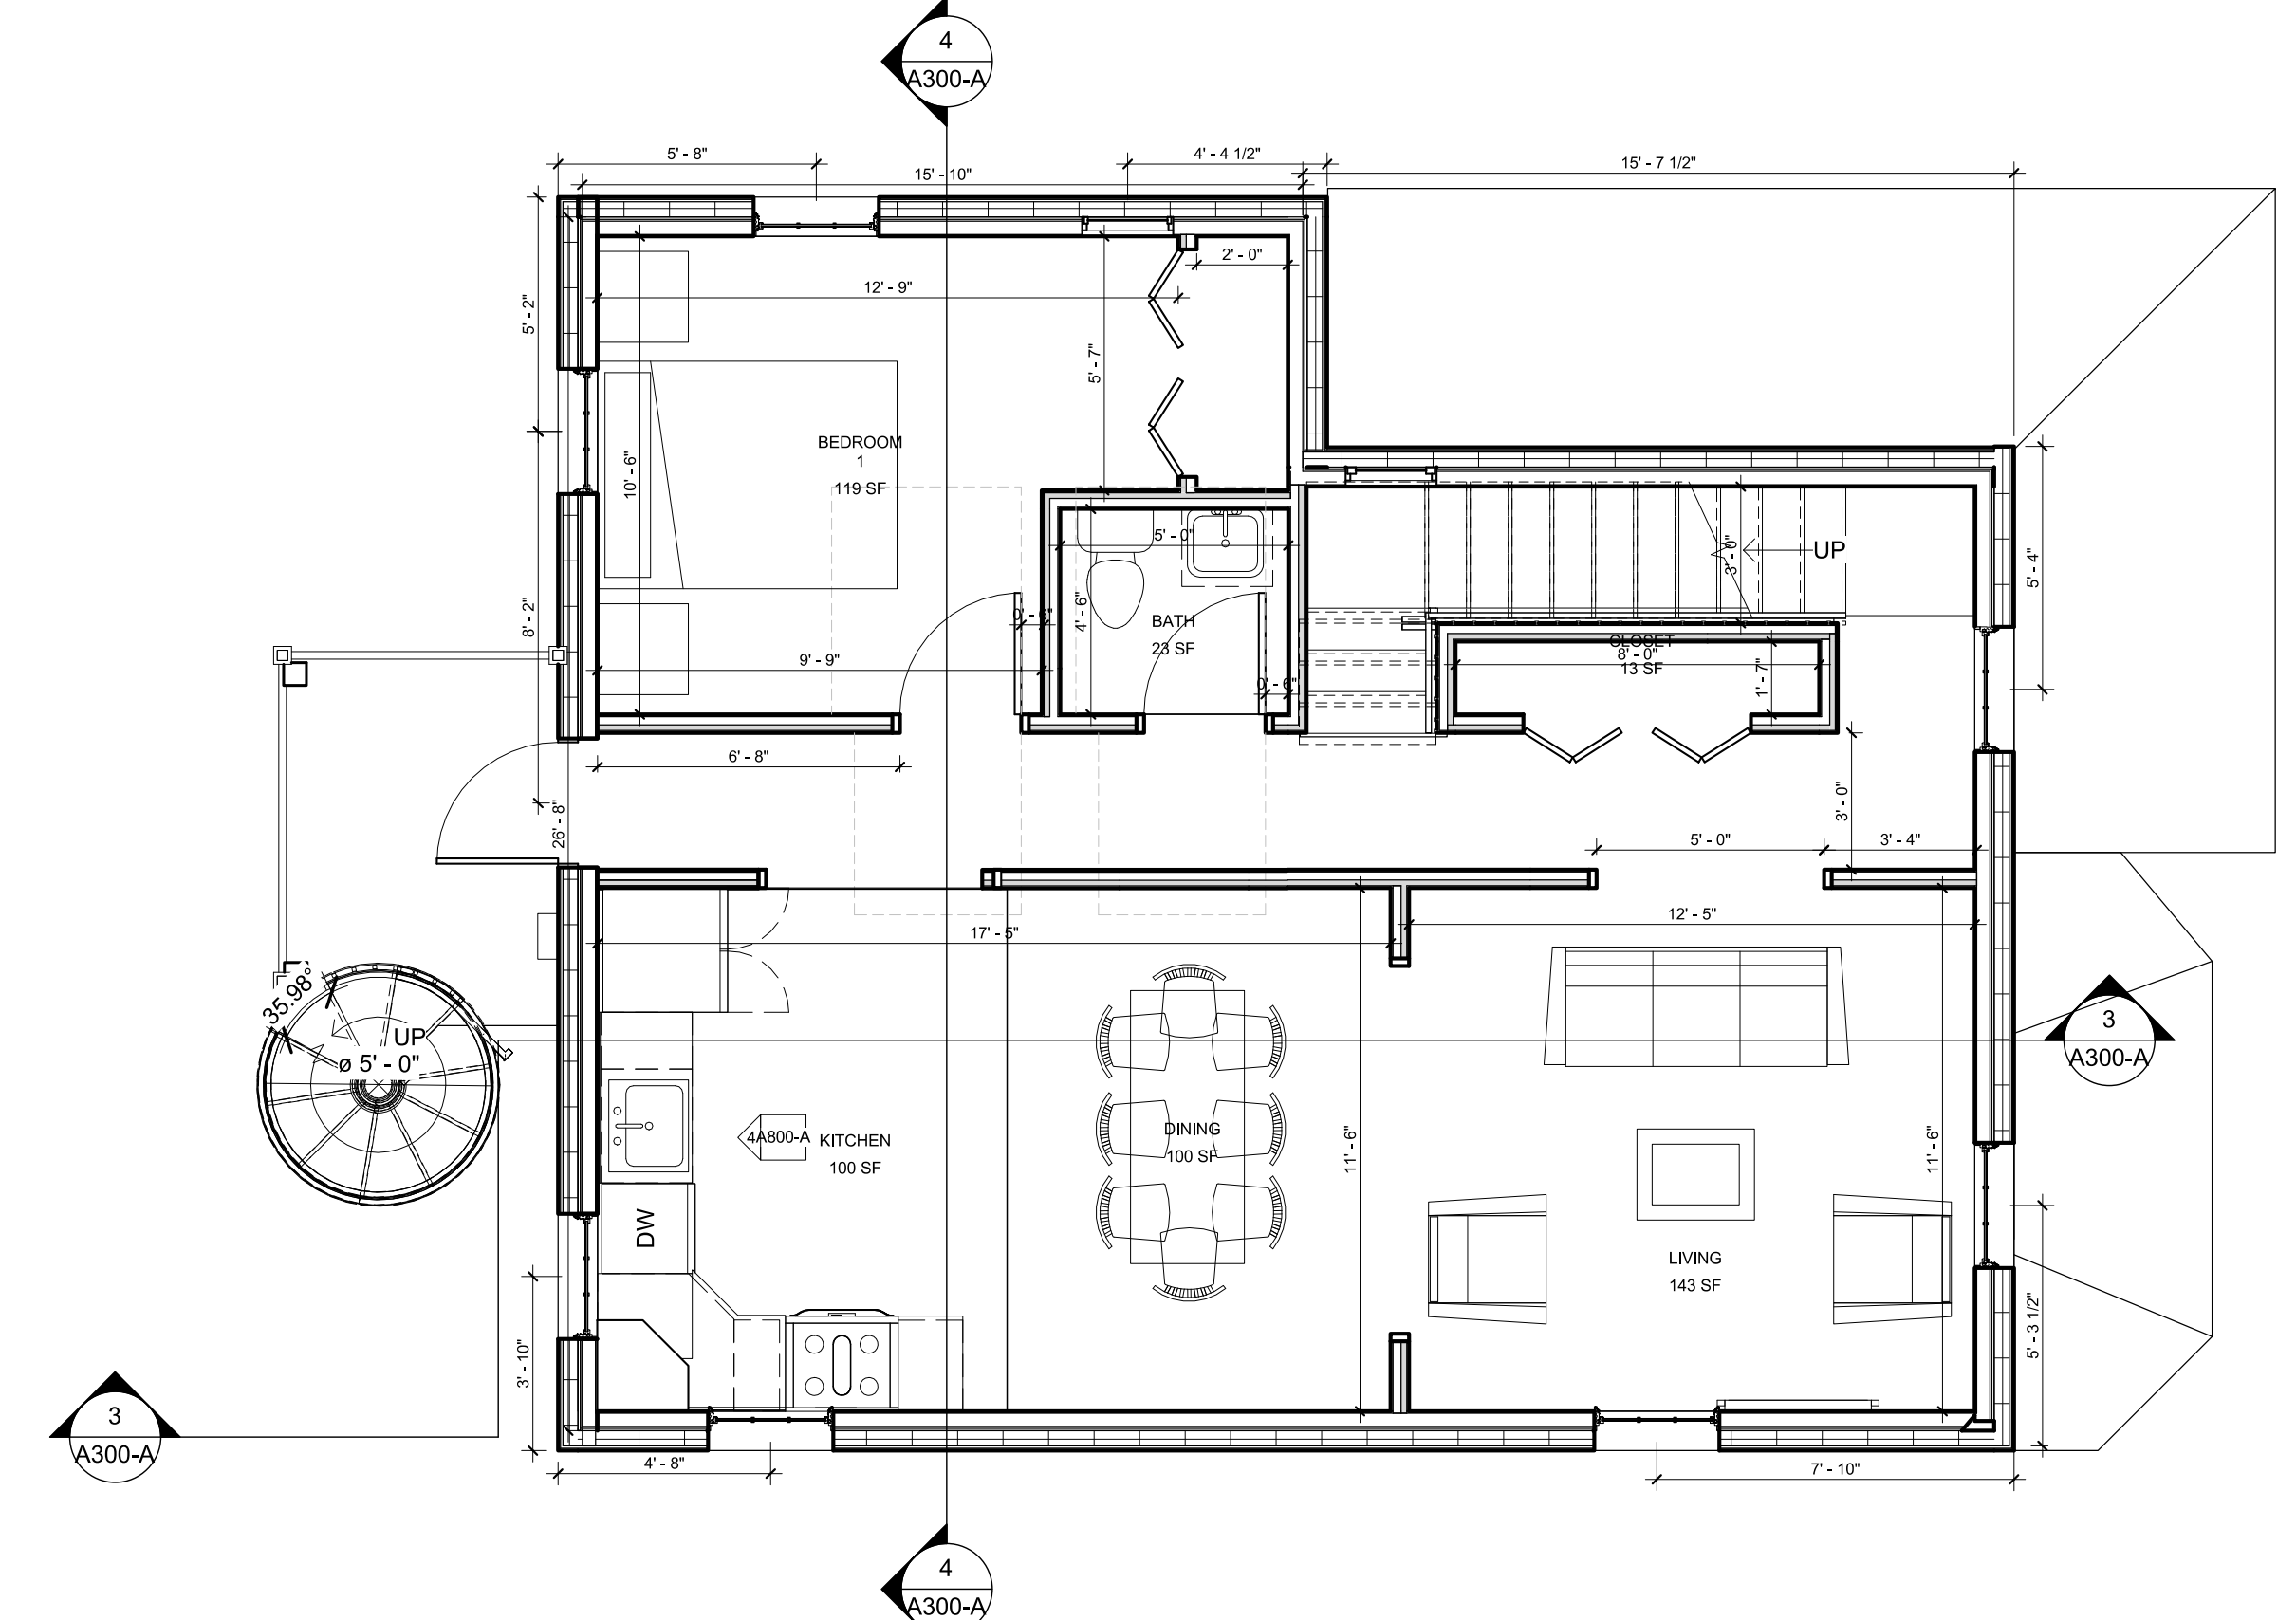 4
A300-A
5' - 8"
4' - 4 1/2"
15' - 7 1/2"
15' - 10"
2' - 0"
12' - 9"
5' - 2"
5' - 7"
BEDROOM
1
119 SF
10' - 6"
5' - 0"
3' - 0"
UP
5' - 4"
8' - 2"
0' - 6"
4' - 6"
BATH
23 SF
CLOSET
8' - 0"
13 SF
9' - 9"
0' - 6"
1' - 7"
6' - 8"
26' - 8"
3' - 0"
5' - 0"
3' - 4"
12' - 5"
17' - 5"
35.98°
UP
ø 5' - 0"
3
A300-A
4A800-A
KITCHEN
100 SF
DINING
100 SF
11' - 6"
11' - 6"
DW
LIVING
143 SF
3' - 10"
5' - 3 1/2"
3
A300-A
4' - 8"
7' - 10"
4
A300-A